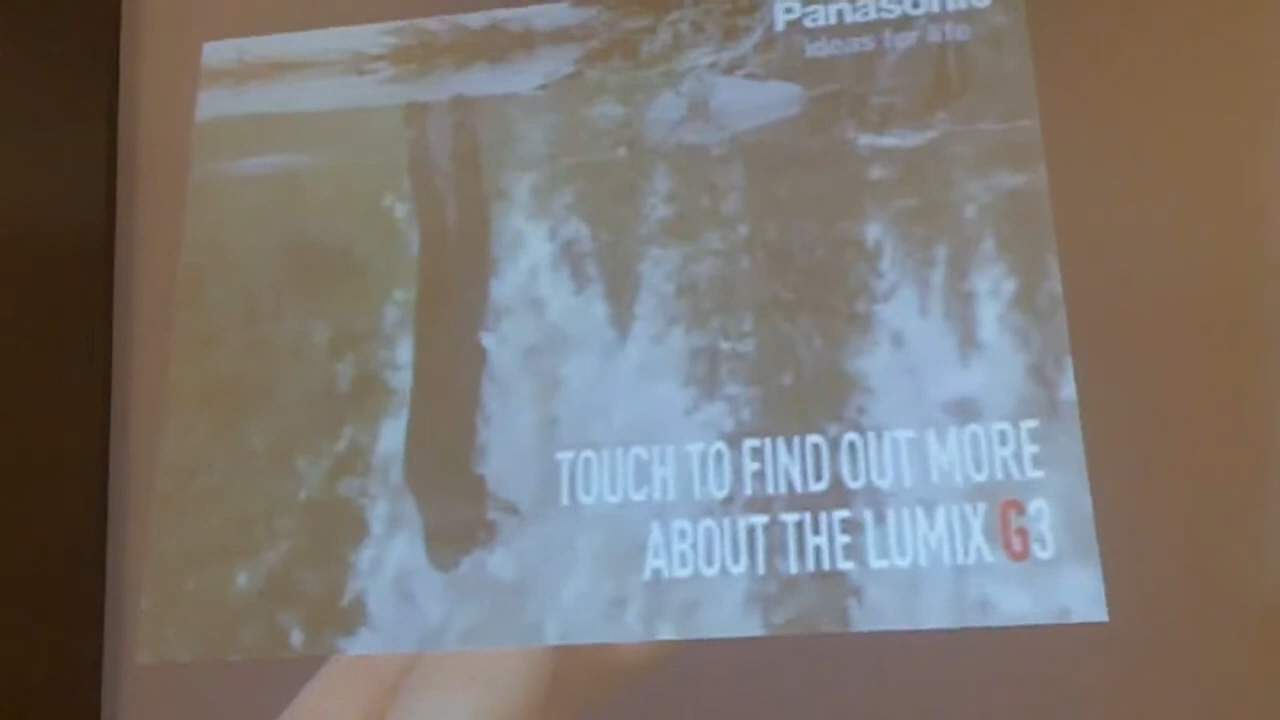 Panasonic
ideas for life
TOUCH TO FIND OUT MORE
ABOUT THE LUMIX G3